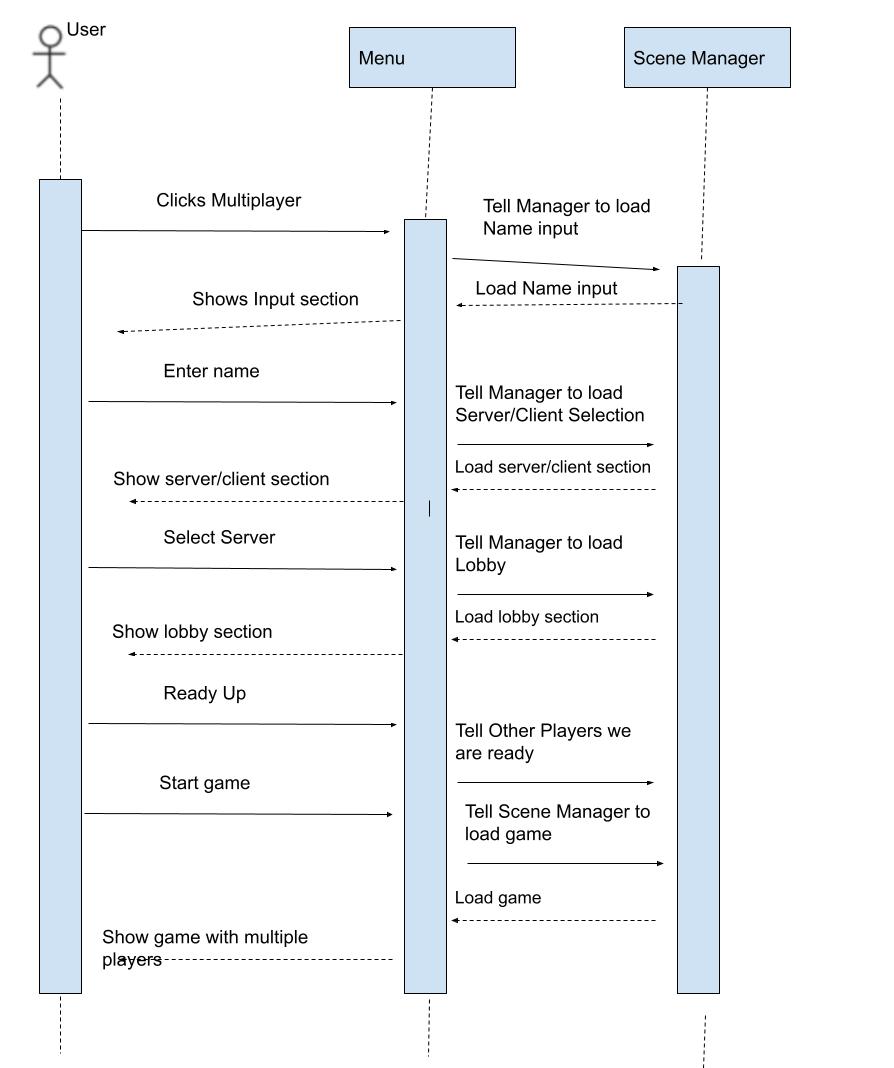 User
Menu
Scene Manager
Clicks Multiplayer
Tell Manager to load
Name input
Load Name input
Shows Input section
Enter name
Tell Manager to load
Server/Client Selection
Load server/client section
Show server/client section
Select Server
Tell Manager to load
Lobby
Load lobby section
Show lobby section
Ready Up
Tell Other Players we
are ready
Start game
Tell Scene Manager to
load game
Load game
Show game with multiple
players